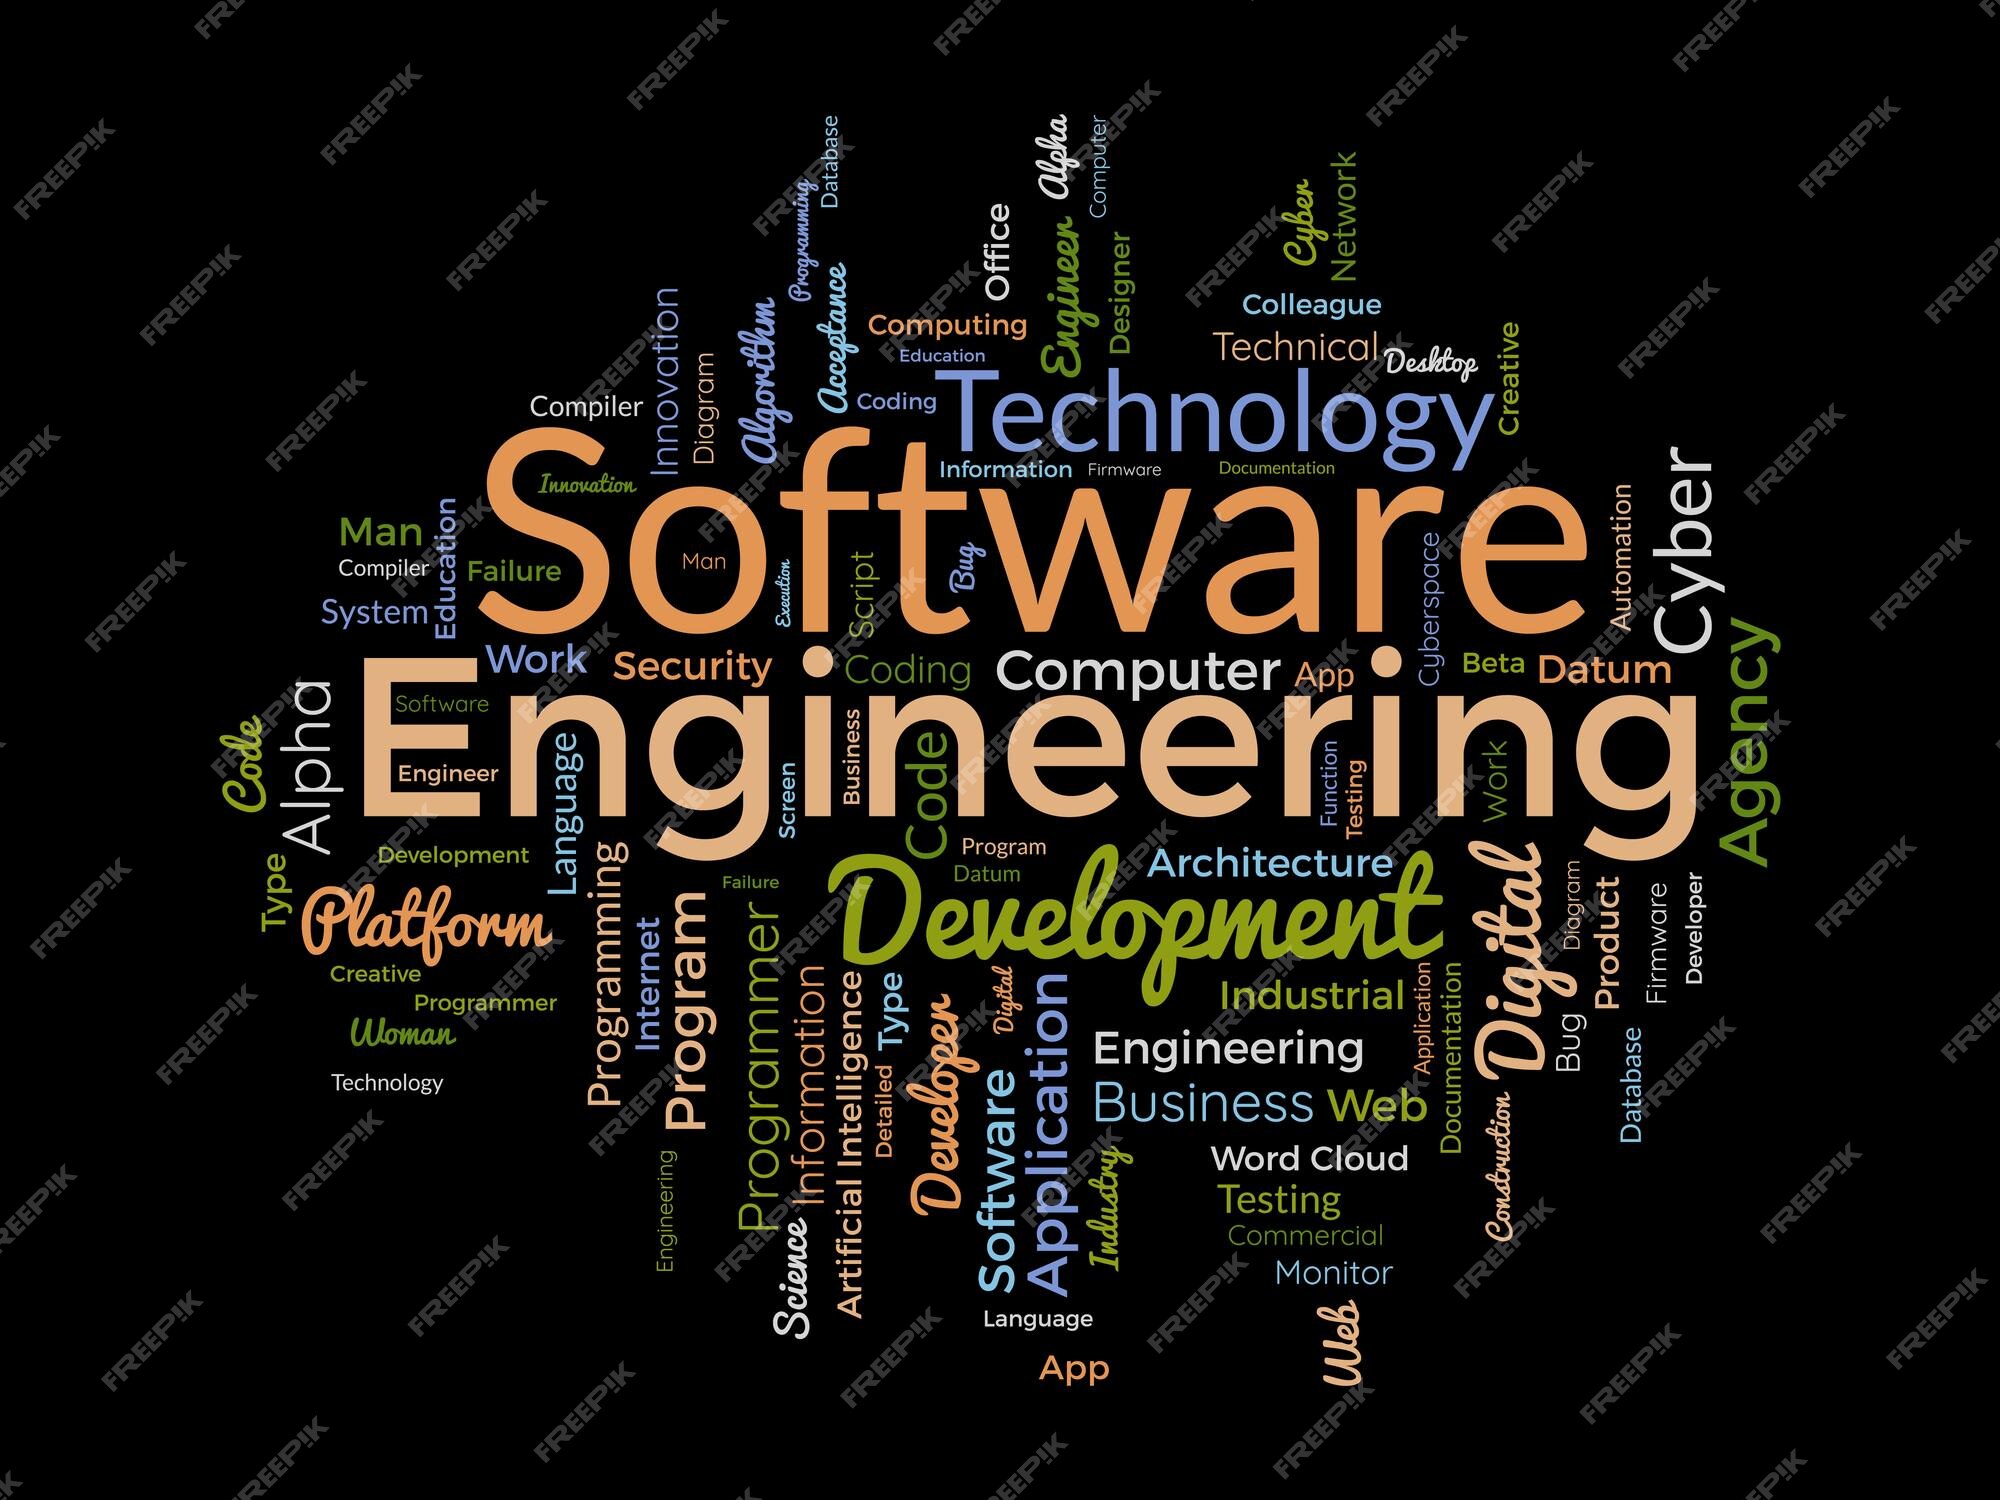 Database
Alpha
Computer
Programming
Office
Cyber
Network
Engineer
Designer
Acceptance
Innovation
Algorithm
Computing
Colleague
Technical
Desktop
Creative
Education
Diagram
Compiler
Coding
Technology
Information
Firmware
Documentation
Software
Innovation
Man
Education
Compiler
Failure
System
Man
Execution
Script
Bug
Cyberspace
Automation
Cyber
Work
Security
Coding
Computer
App
Beta
Datum
Agency
Engineering
Software
Engineer
Code
Alpha
Language
Screen
Business
Code
Function
Testing
Work
Type
Development
Program
Datum
Architecture
Failure
Platform
Development
Digital
Diagram
Product
Firmware
Developer
Creative
Programmer
Woman
Technology
Programming
Internet
Program
Programmer
Information
Artificial Intelligence
Type
Detailed
Developer
Digital
Software
Application
Industrial
Application
Documentation
Bug
Database
Engineering
Business
Web
Word Cloud
Testing
Commercial
Monitor
Web
Construction
Industry
Engineering
Science
Language
App
FREEPIK